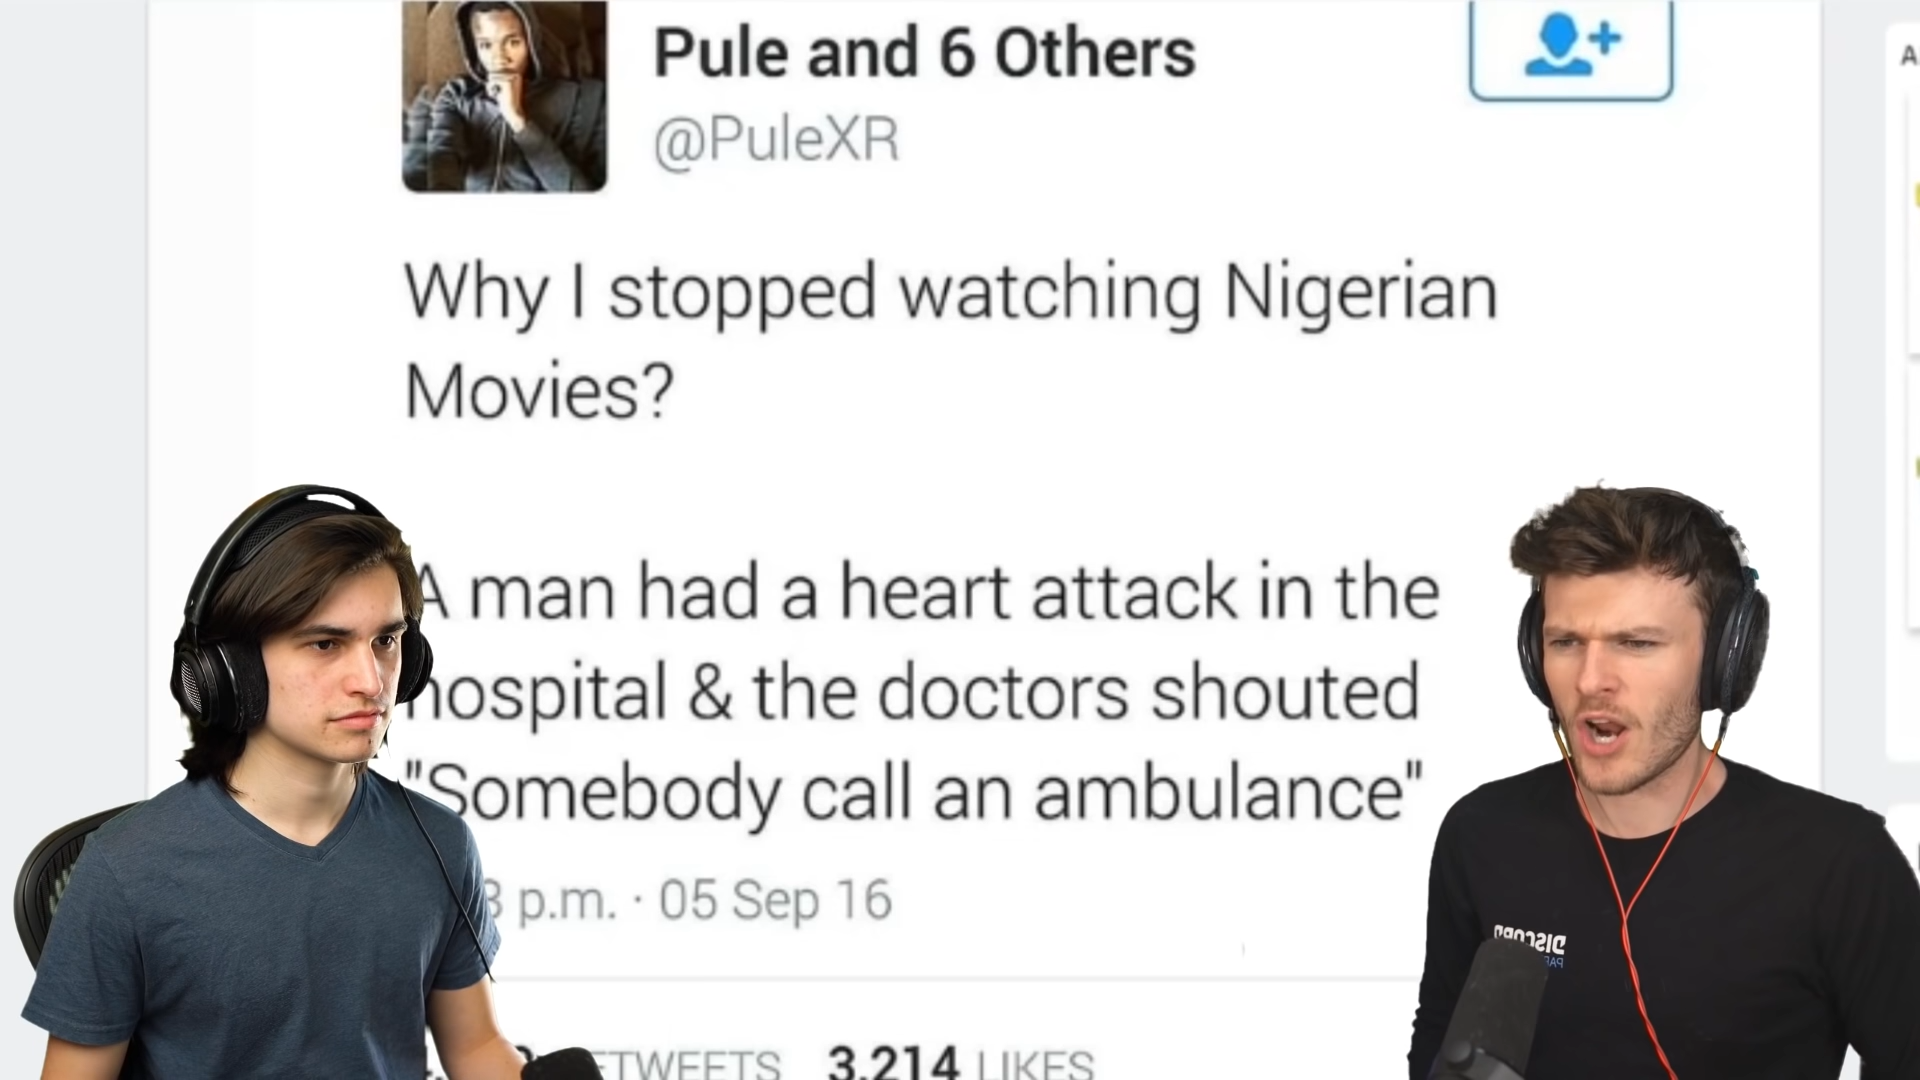 Pule and 6 Others
@PuleXR
Why I stopped watching Nigerian
Movies?
A man had a heart attack in the
hospital & the doctors shouted
"Somebody call an ambulance"
p.m. · 05 Sep 16
3,214 LIKES
DISCORD